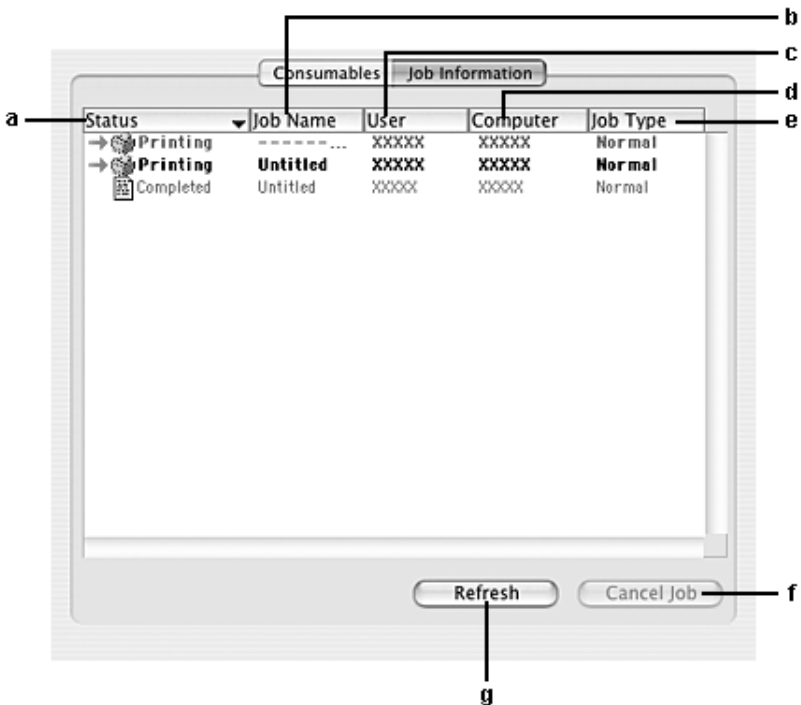 b
c
Consumables Job Information
d
a Status Job Name User Computer Job Type e
Printing ------... XXXXX XXXXX Normal
Printing Untitled XXXXX XXXXX Normal
Completed Untitled XXXXX XXXXX Normal
Refresh Cancel Job f
g